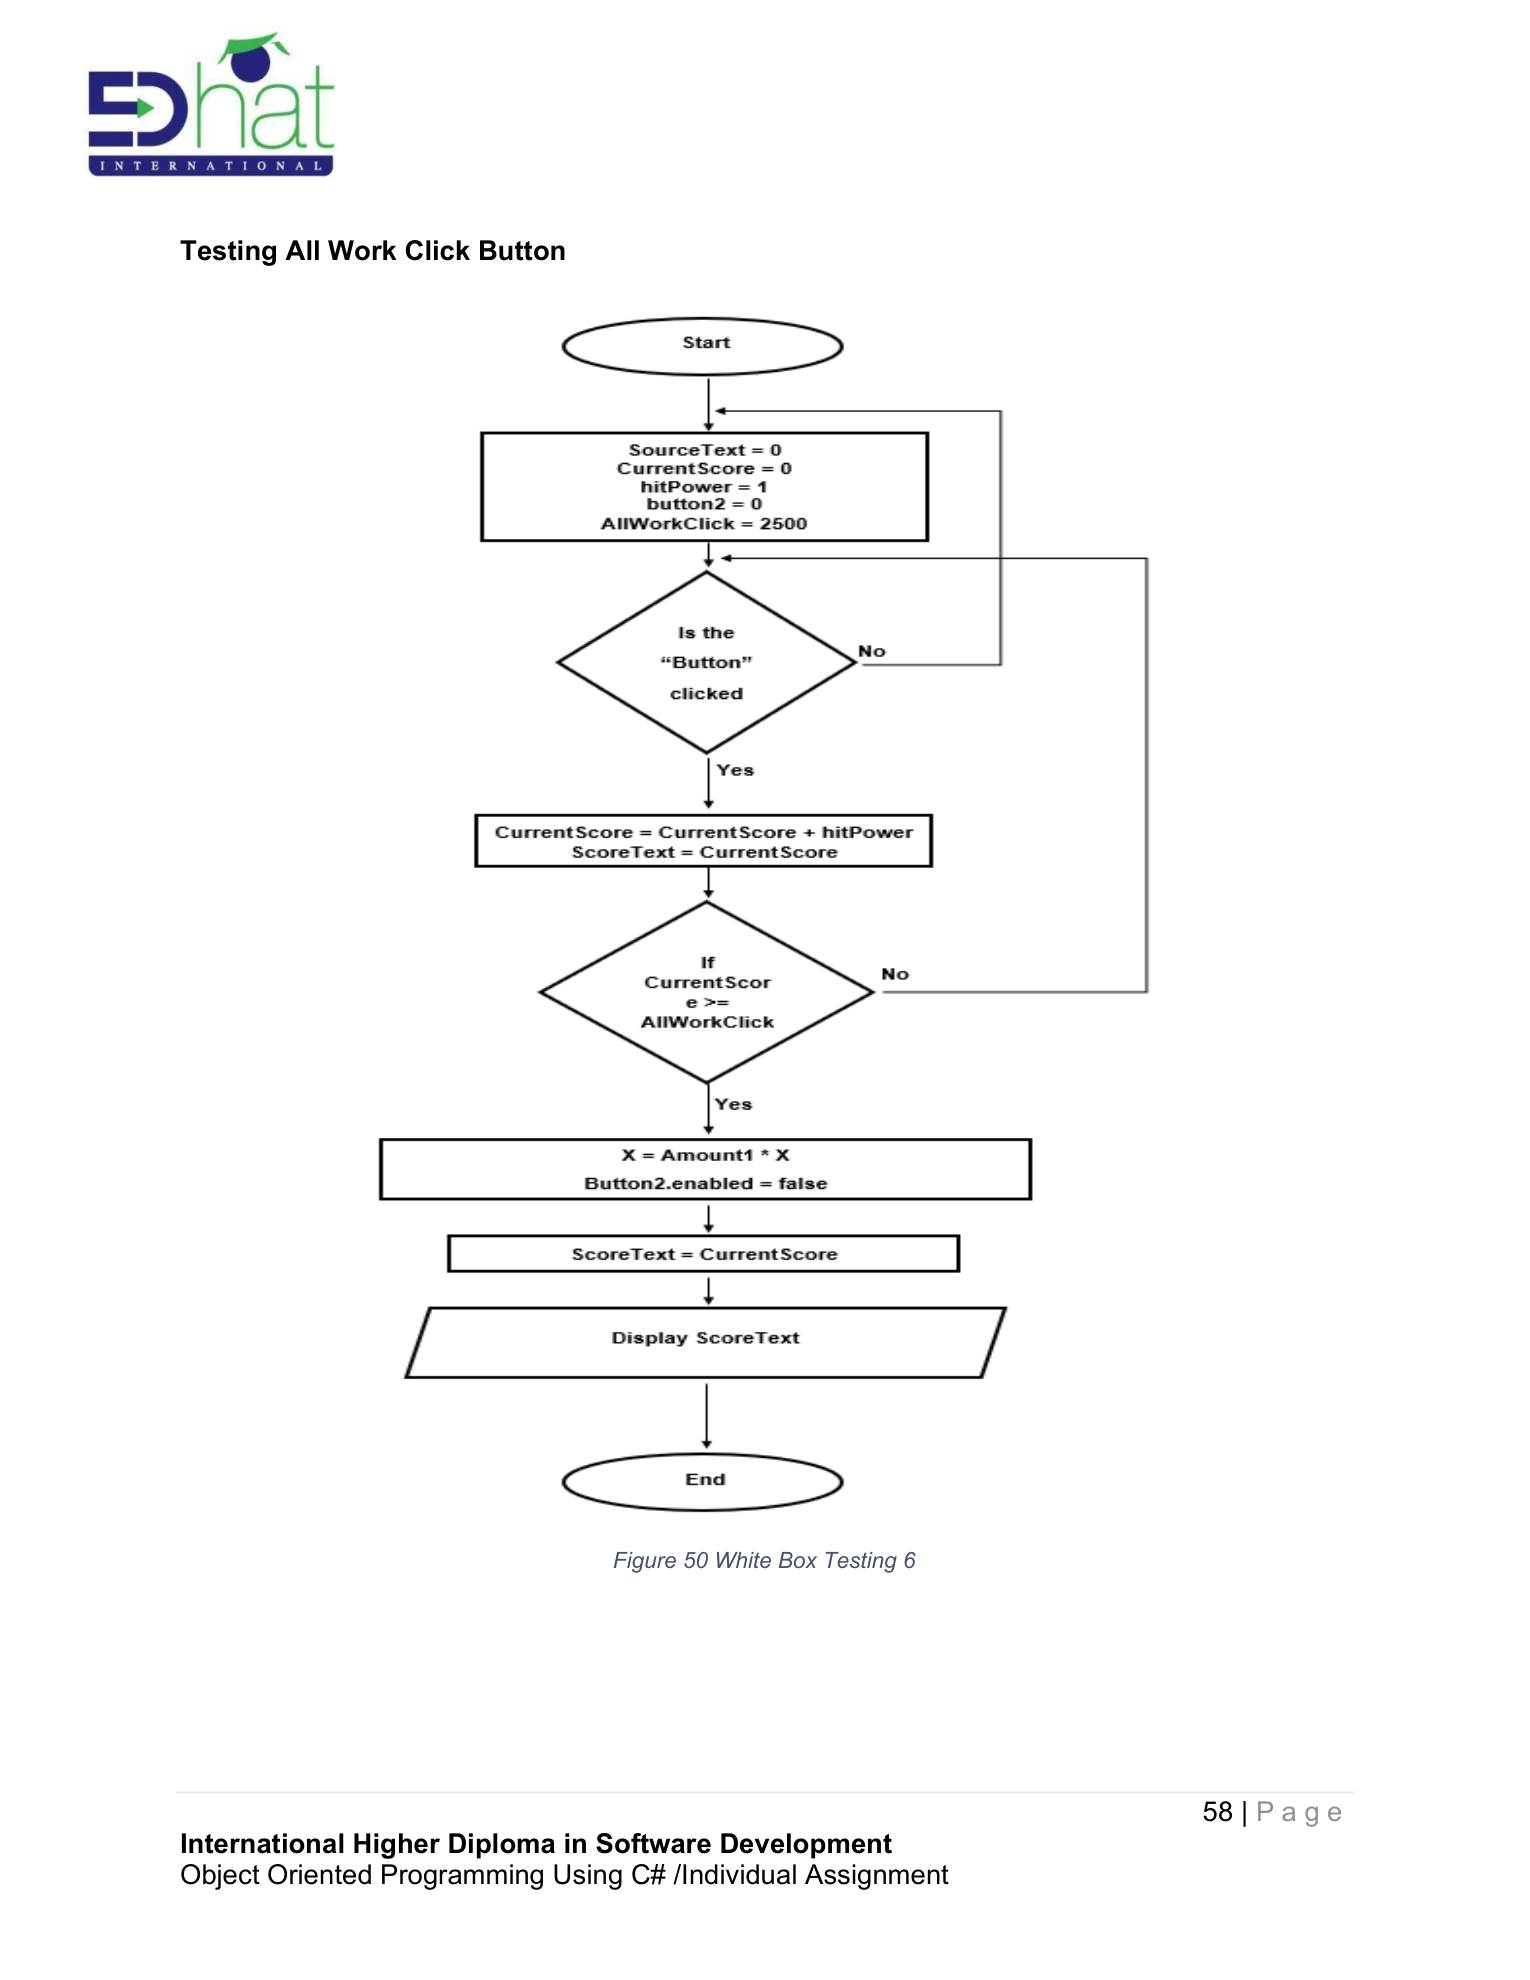 EDhat
INTERNATIONAL
Testing All Work Click Button
Start
SourceText = 0
CurrentScore = 0
hitPower = 1
button2 = 0
AllWorkClick = 2500
Is the
“Button”
clicked
No
Yes
CurrentScore = CurrentScore + hitPower
ScoreText = CurrentScore
If
CurrentScor
e >=
AllWorkClick
No
Yes
X = Amount1 * X
Button2.enabled = false
ScoreText = CurrentScore
Display ScoreText
End
Figure 50 White Box Testing 6
58 | Page
International Higher Diploma in Software Development
Object Oriented Programming Using C# /Individual Assignment